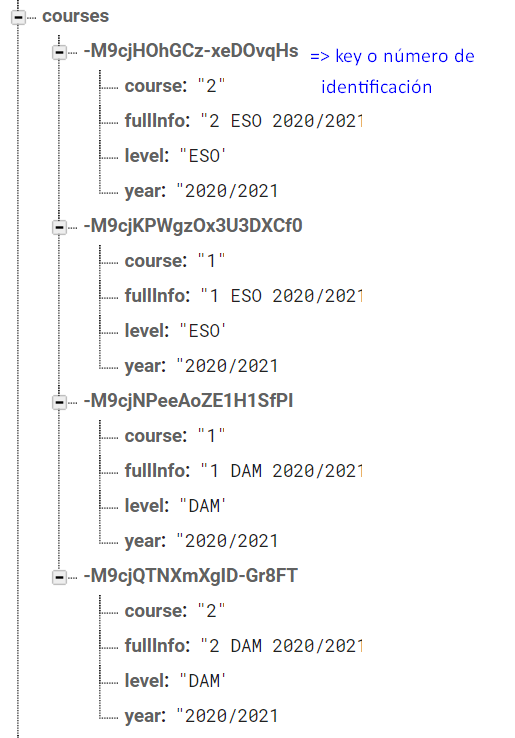 courses
-M9cjHOhGCz-xeDOvqHs => key o número de
identificación
course: "2"
fullInfo: "2 ESO 2020/2021
level: "ESO'
year: "2020/2021
-M9cjKPWgzOx3U3DXCf0
course: "1"
fullInfo: "1 ESO 2020/2021
level: "ESO'
year: "2020/2021
-M9cjNPeeAoZE1H1SfPI
course: "1"
fullInfo: "1 DAM 2020/2021
level: "DAM'
year: "2020/2021
-M9cjQTNXmXgID-Gr8FT
course: "2"
fullInfo: "2 DAM 2020/2021
level: "DAM'
year: "2020/2021